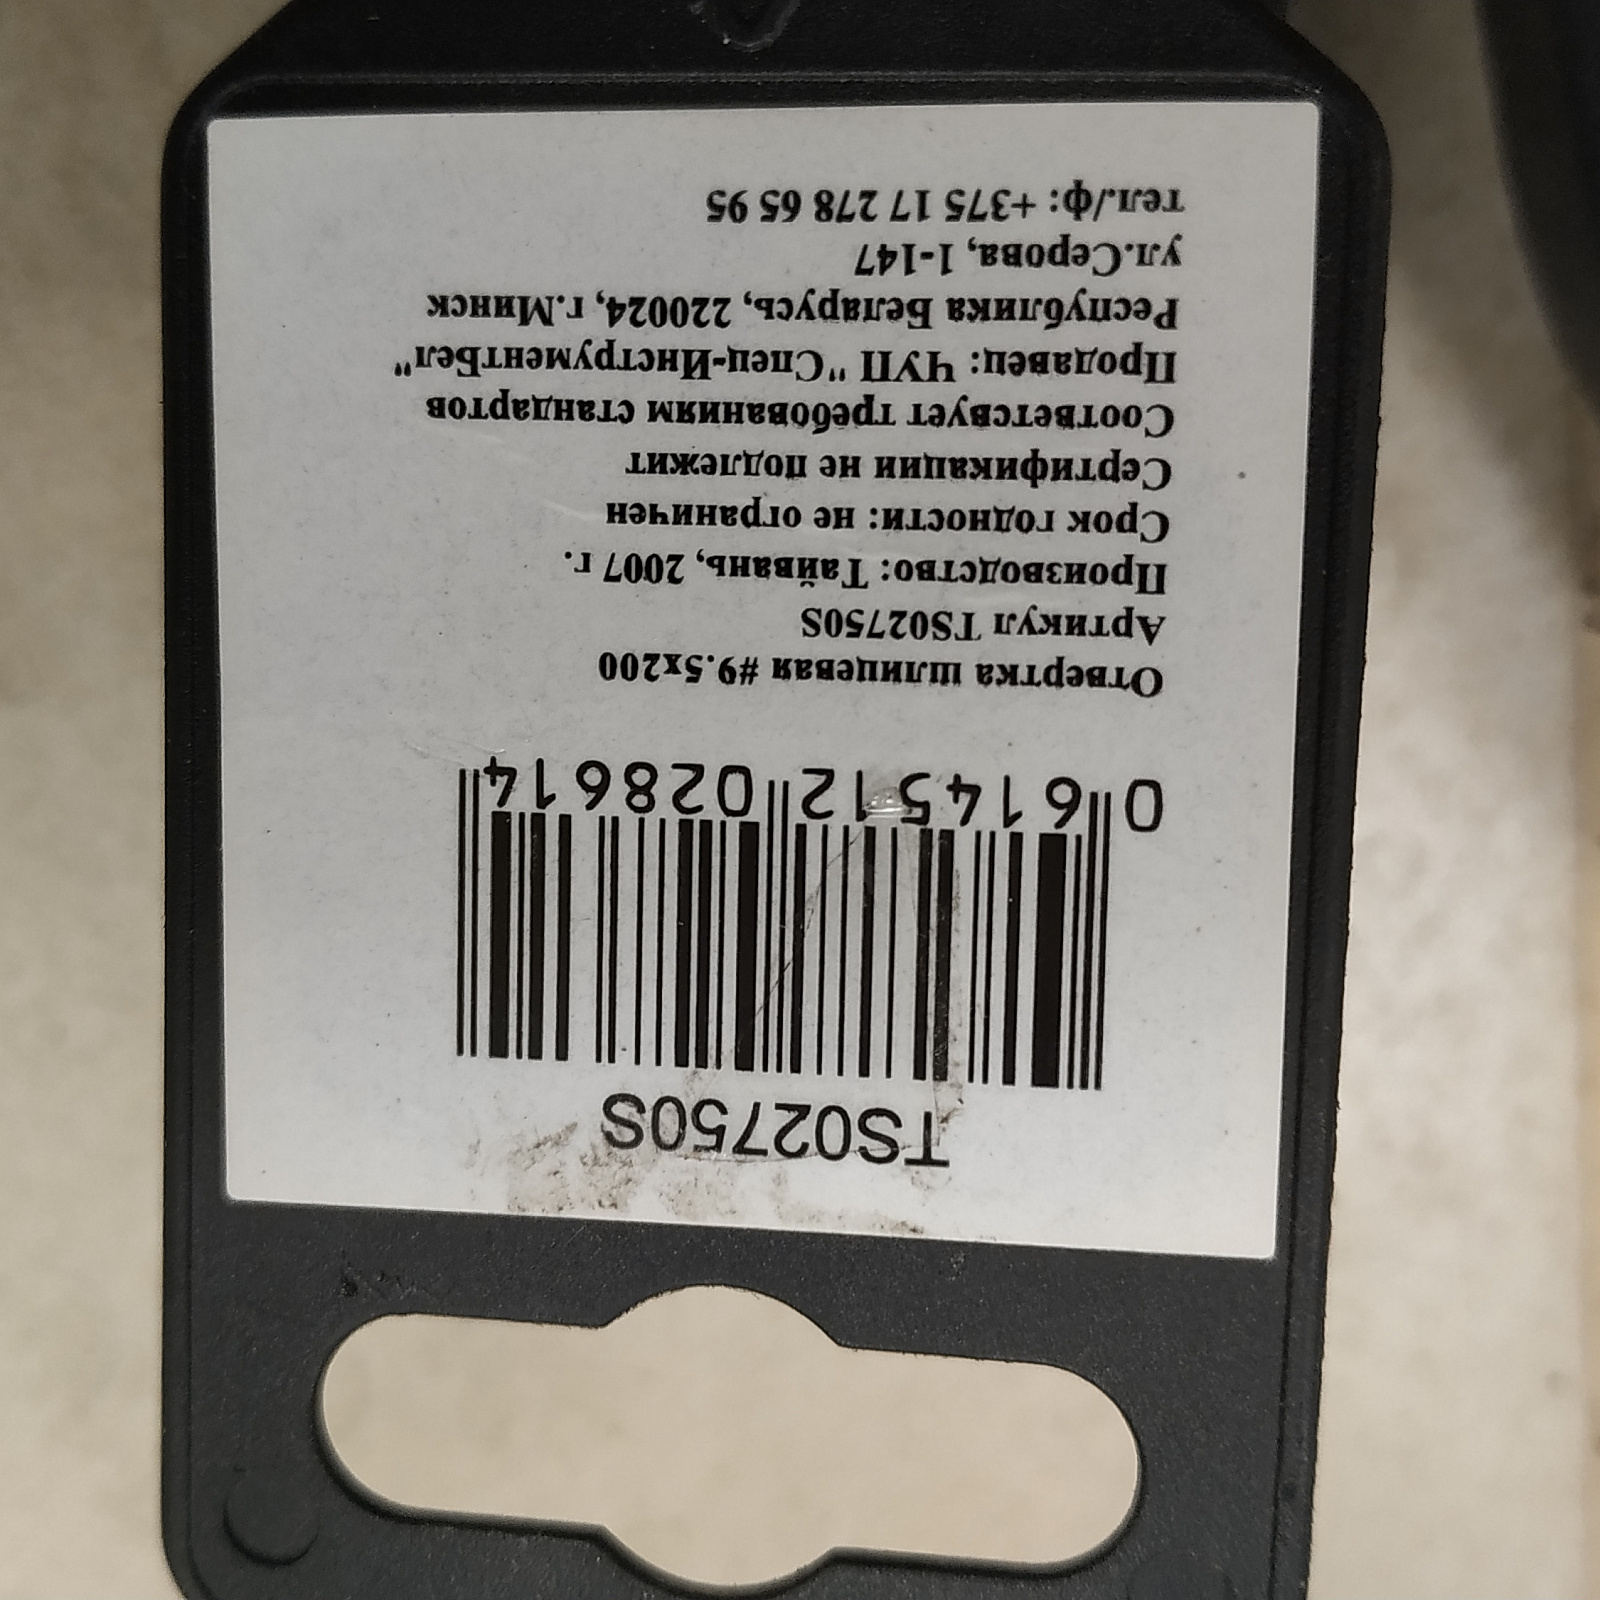 TS02750S
0 614512 028614
Отвертка шлицевая #9.5x200
Артикул TS02750S
Производство: Тайвань, 2007 г.
Срок годности: не ограничен
Сертификации не подлежит
Соответсвует требованиям стандартов
Продавец: ЧУП "Спец-ИнструментБел"
Республика Беларусь, 220024, г.Минск
ул.Серова, 1-147
тел./ф: +375 17 278 65 95